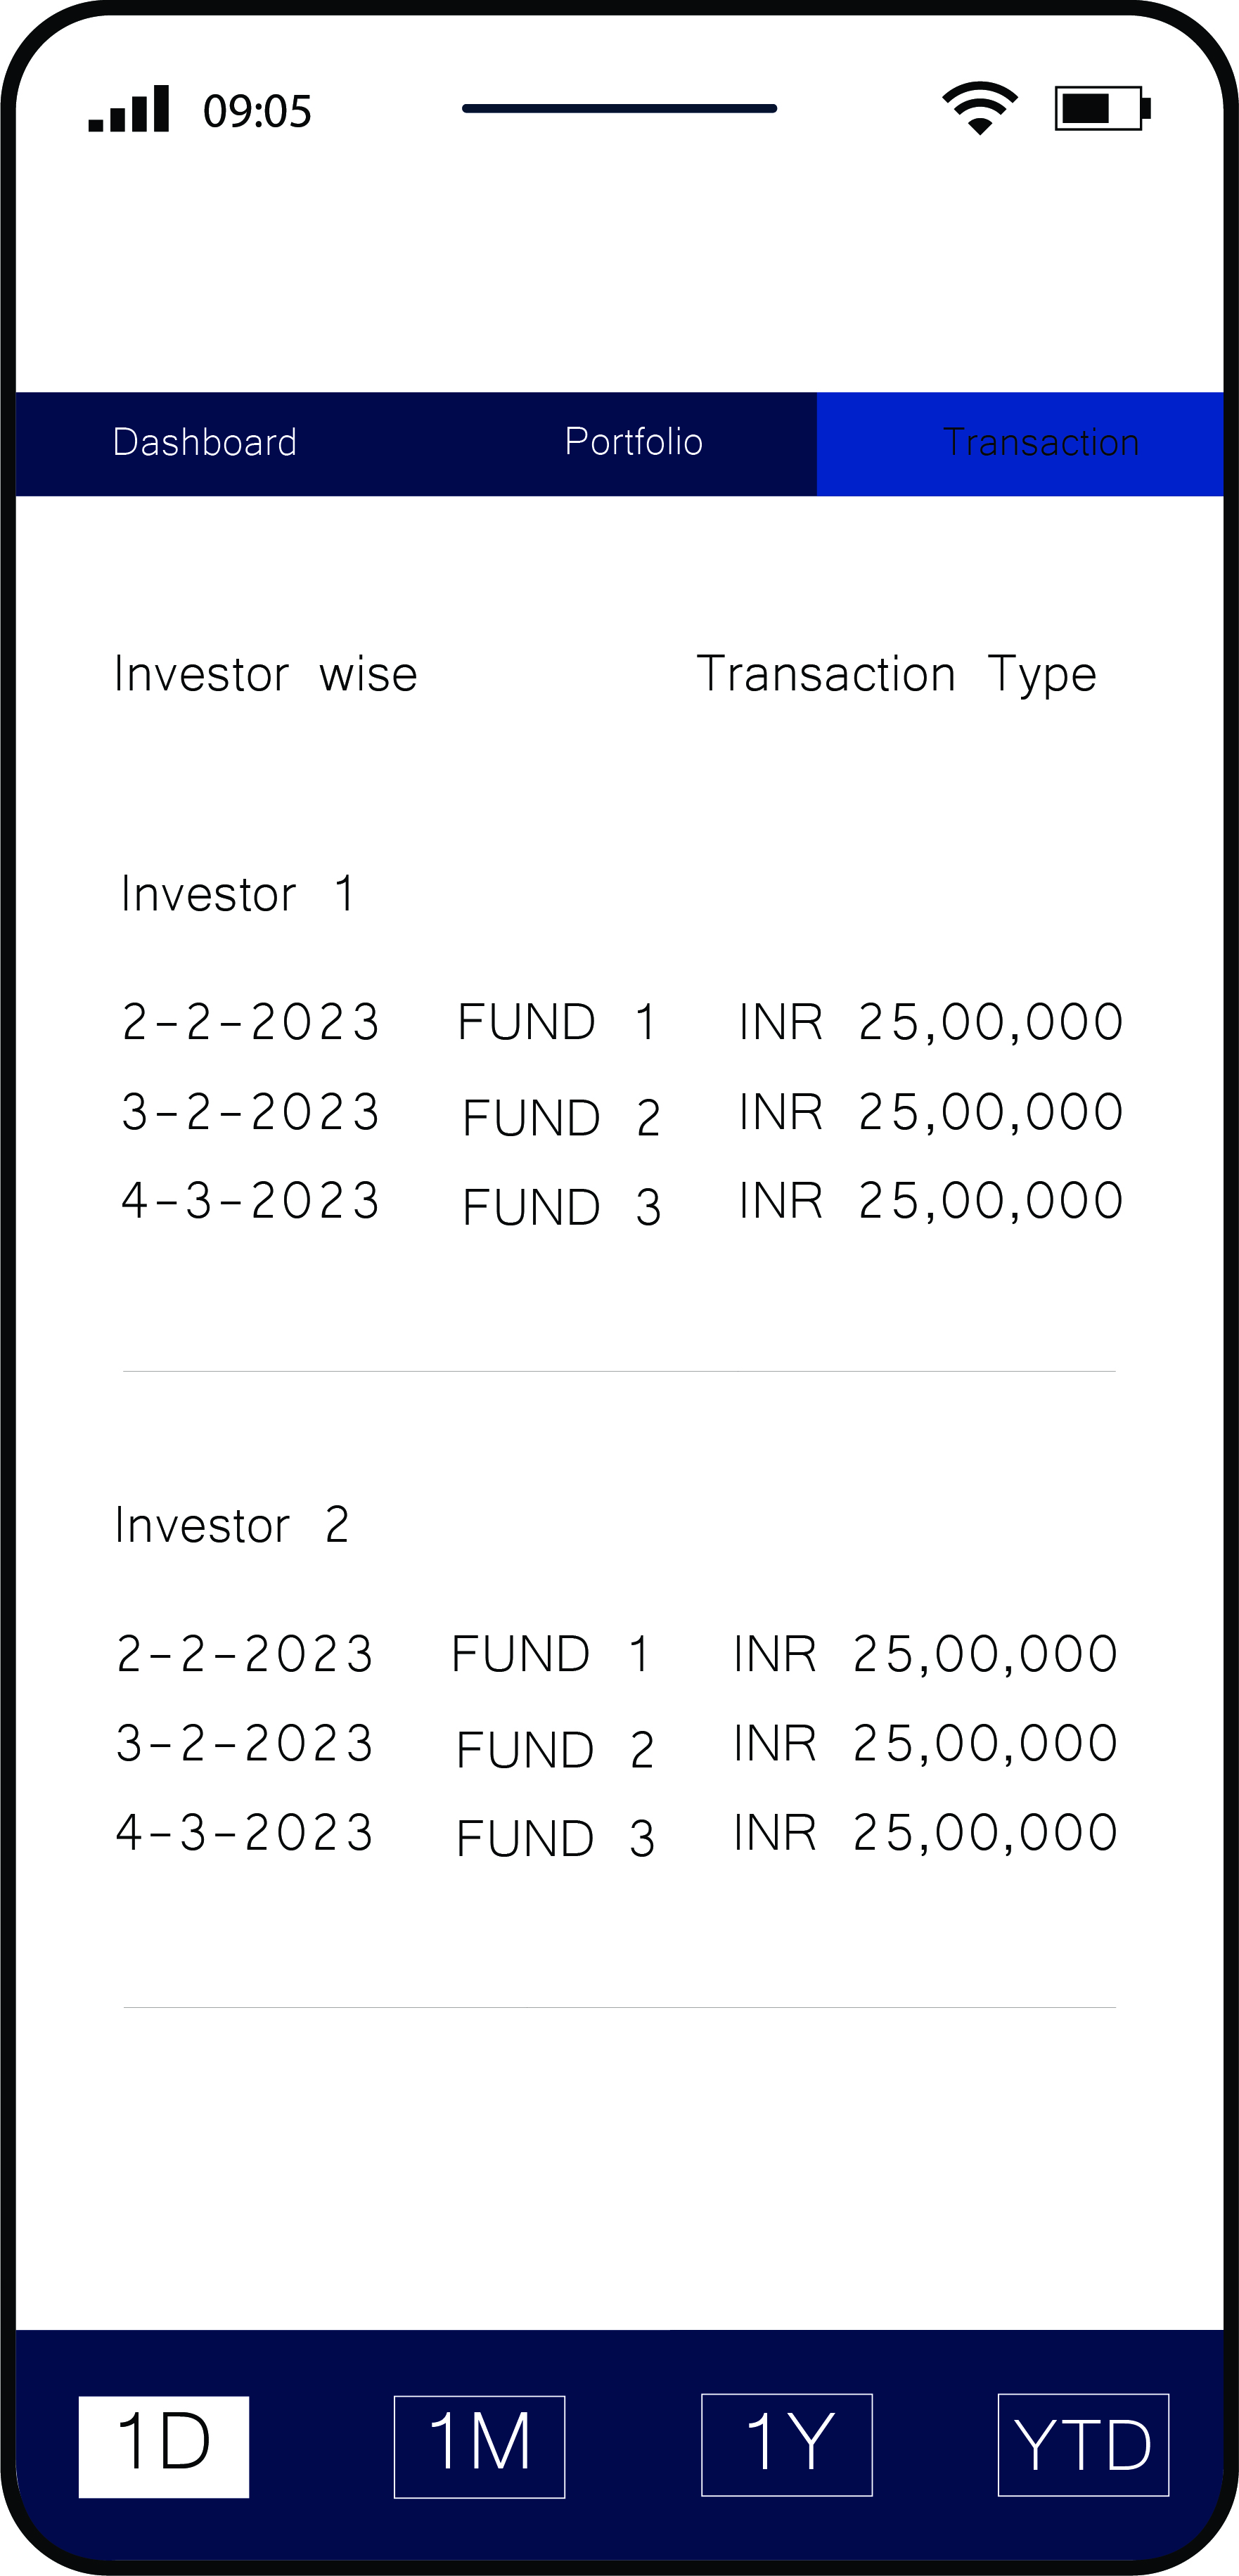 09:05
Dashboard Portfolio Transaction
Investor wise Transaction Type
Investor 1
2-2-2023 FUND 1 INR 25,00,000
3-2-2023 FUND 2 INR 25,00,000
4-3-2023 FUND 3 INR 25,00,000
Investor 2
2-2-2023 FUND 1 INR 25,00,000
3-2-2023 FUND 2 INR 25,00,000
4-3-2023 FUND 3 INR 25,00,000
1D 1M 1Y YTD